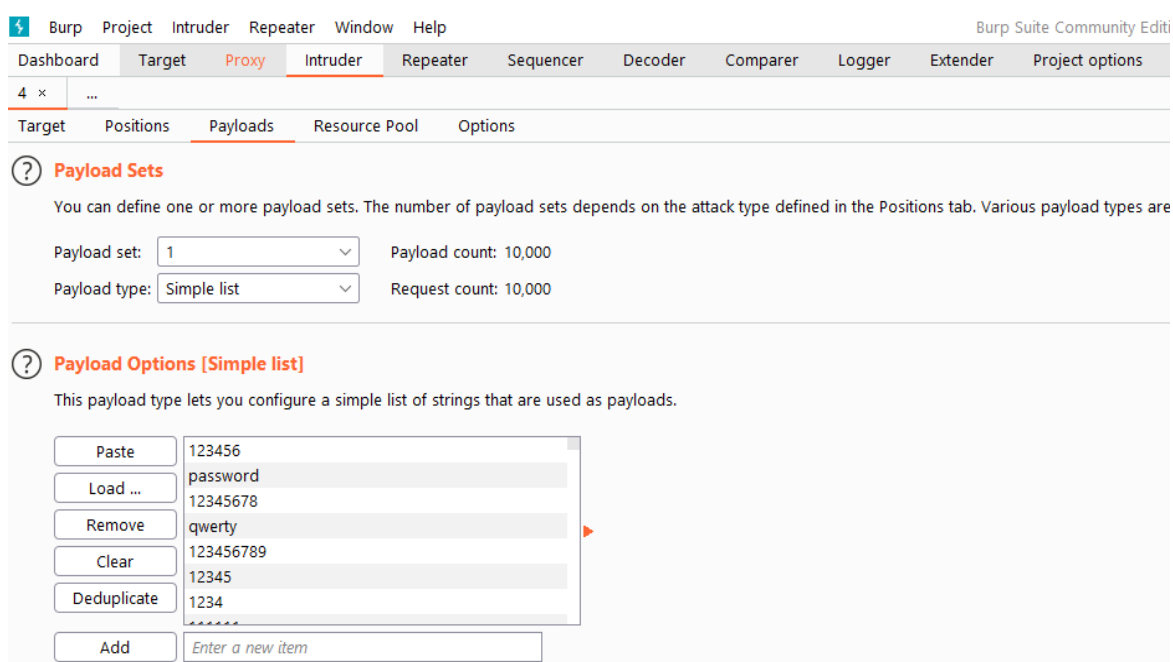 Burp Project Intruder Repeater Window Help Burp Suite Community Editi
Dashboard Target Proxy Intruder Repeater Sequencer Decoder Comparer Logger Extender Project options
4 × ...
Target Positions Payloads Resource Pool Options
? Payload Sets
You can define one or more payload sets. The number of payload sets depends on the attack type defined in the Positions tab. Various payload types are
Payload set: 1 Payload count: 10,000
Payload type: Simple list Request count: 10,000
? Payload Options [Simple list]
This payload type lets you configure a simple list of strings that are used as payloads.
Paste
Load ...
Remove
Clear
Deduplicate
123456
password
12345678
qwerty
123456789
12345
1234
Add Enter a new item